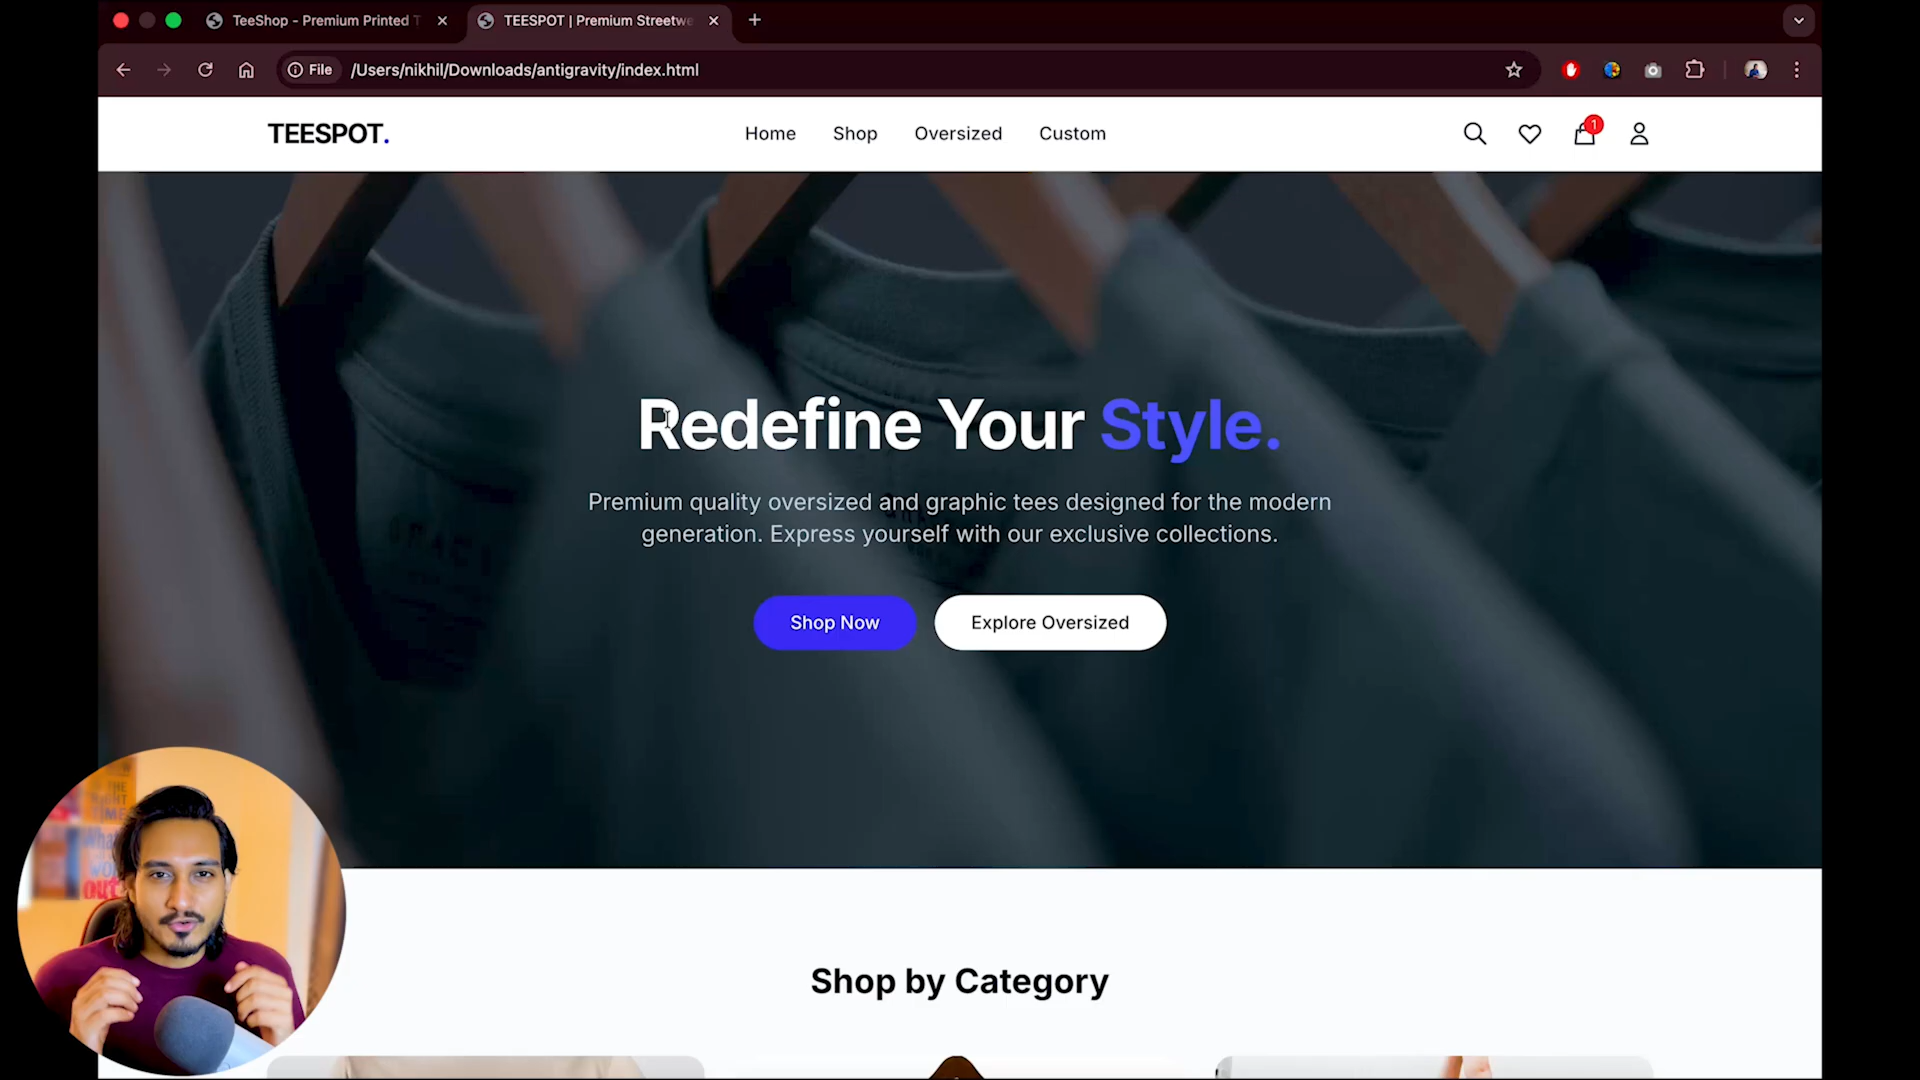 TeeShop - Premium Printed T
TEESPOT | Premium Streetwe
File
/Users/nikhil/Downloads/antigravity/index.html
TEESPOT.
Home
Shop
Oversized
Custom
1
Redefine Your Style.
Premium quality oversized and graphic tees designed for the modern
generation. Express yourself with our exclusive collections.
Shop Now
Explore Oversized
Shop by Category